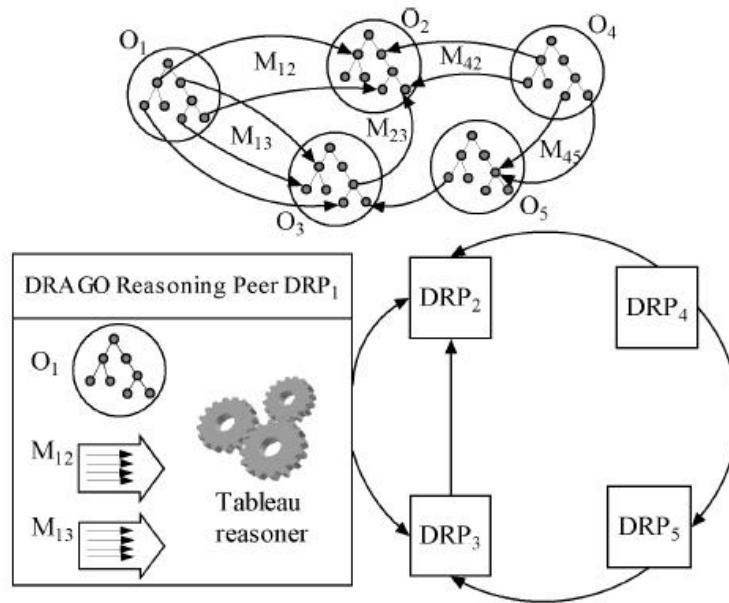 O₁
O₂
O₄
M₁₂
M₄₂
M₁₃
M₂₃
M₄₅
O₃
O₅
DRAGO Reasoning Peer DRP₁
O₁
M₁₂
M₁₃
Tableau
reasoner
DRP₂
DRP₄
DRP₃
DRP₅